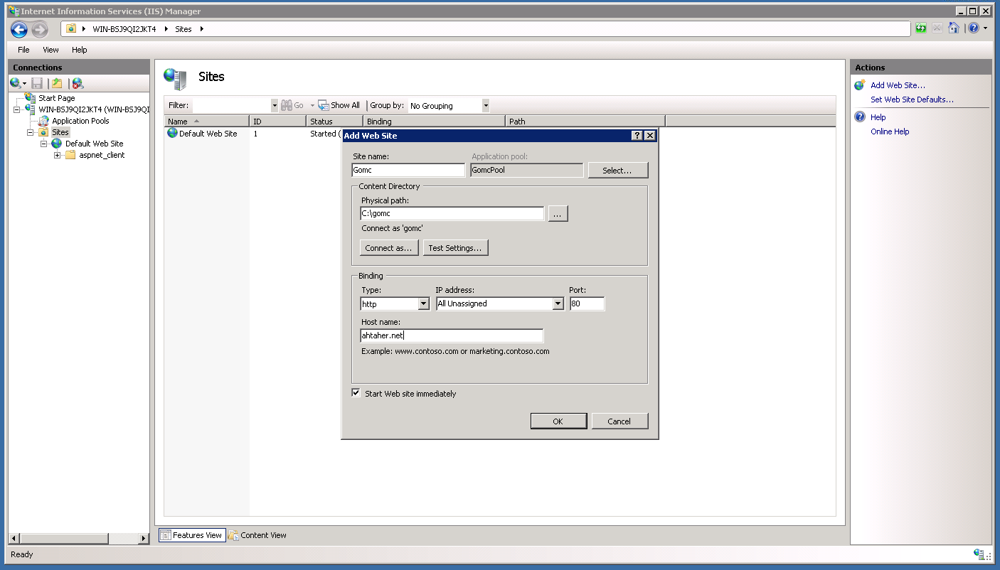 Internet Information Services (IIS) Manager
WIN-BSJ9QI2JKT4 Sites
File View Help
Connections
Start Page
WIN-BSJ9QI2JKT4 (WIN-BSJ9QI
Application Pools
Sites
Default Web Site
aspnet_client
Sites
Filter: Go Show All Group by: No Grouping
Name ID Status Binding Path
Default Web Site 1 Started (
Add Web Site
Site name: Application pool:
Gomc GomcPool Select...
Content Directory
Physical path:
C:\gomc ...
Connect as 'gomc'
Connect as... Test Settings...
Binding
Type: IP address: Port:
http All Unassigned 80
Host name:
ahtaher.net
Example: www.contoso.com or marketing.contoso.com
Start Web site immediately
OK Cancel
Features View Content View
Actions
Add Web Site...
Set Web Site Defaults...
Help
Online Help
Ready